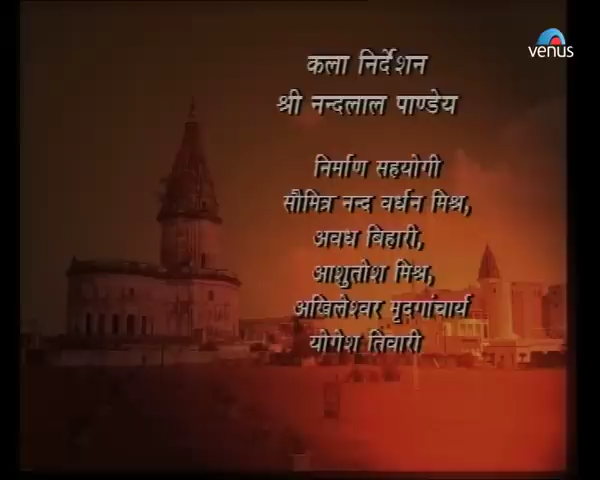 venus
कला निर्देशन
श्री नन्दलाल पाण्डेय
निर्माण सहयोगी
सौमित्र नन्द वर्धन मिश्र,
अवध बिहारी,
आशुतोश मिश्र,
अखिलेश्वर मृदगांचार्य
योगेश तिवारी